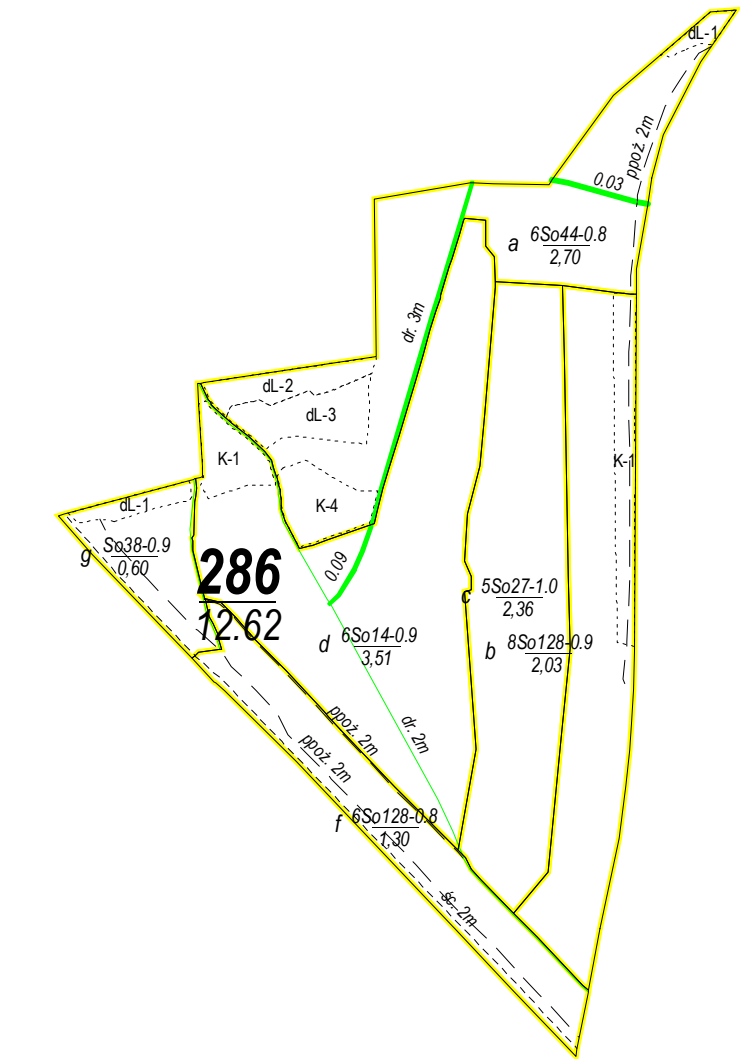 dL-1
ppoż. 2m
0.03
a 6So44-0.8
2,70
dr. 3m
dL-2
dL-3
K-1
K-1
K-4
dL-1
g So38-0.9
0,60
286
12.62
0.09
c 5So27-1.0
2,36
d 6So14-0.9
3,51
b 8So128-0.9
2,03
ppoż. 2m
dr. 2m
ppoż. 2m
f 6So128-0.8
1,30
śc. 2m